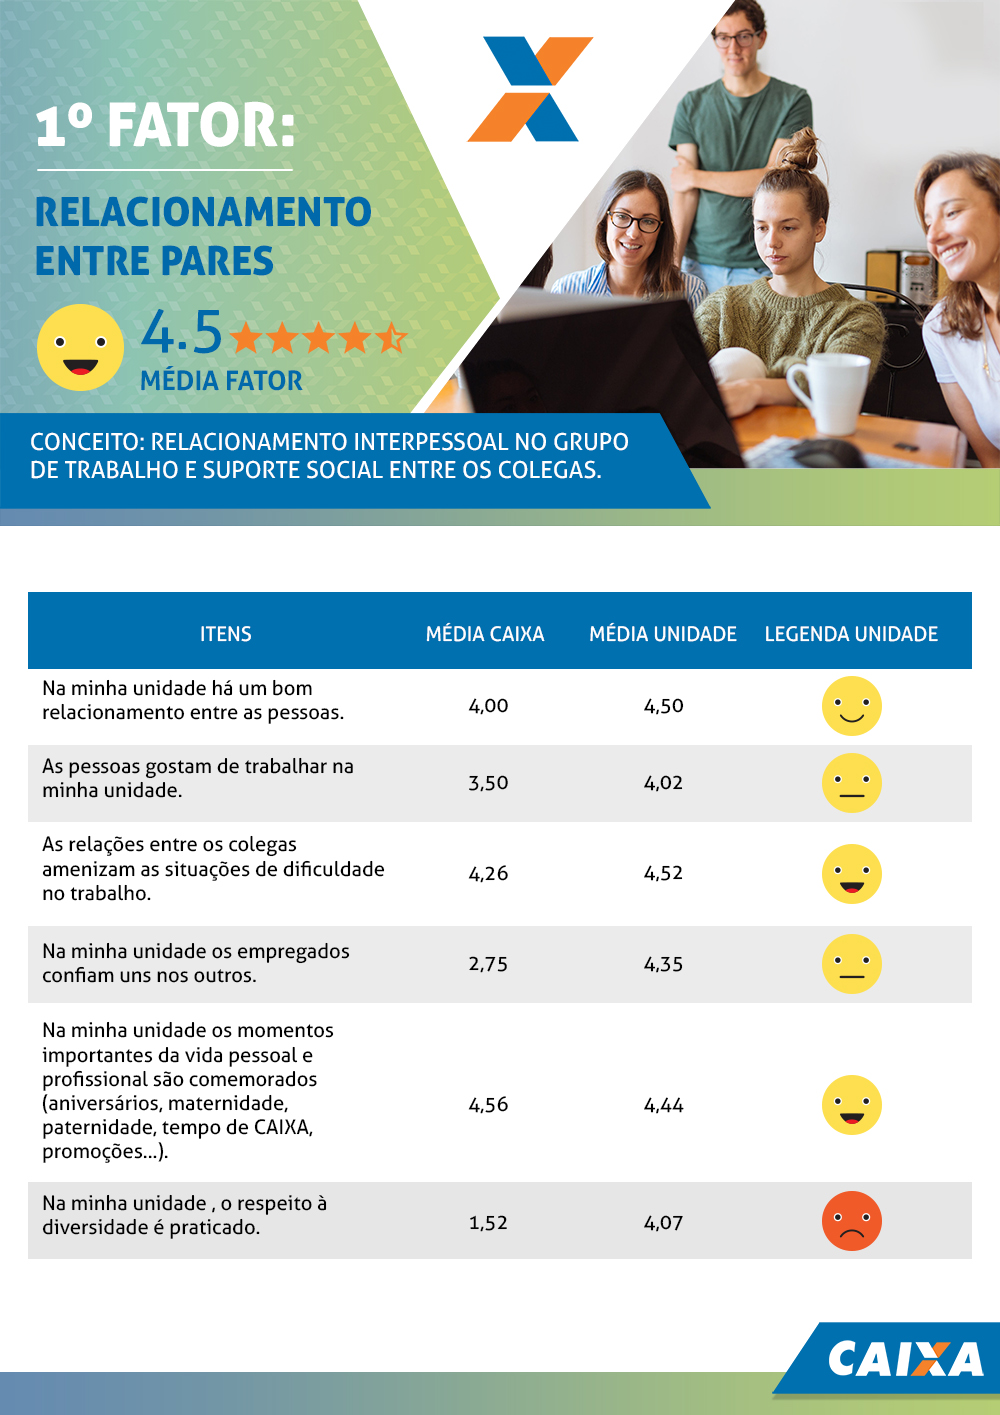 1º FATOR:
RELACIONAMENTO
ENTRE PARES
4.5
MÉDIA FATOR
CONCEITO: RELACIONAMENTO INTERPESSOAL NO GRUPO
DE TRABALHO E SUPORTE SOCIAL ENTRE OS COLEGAS.
ITENS MÉDIA CAIXA MÉDIA UNIDADE LEGENDA UNIDADE
Na minha unidade há um bom
relacionamento entre as pessoas.
4,00 4,50
As pessoas gostam de trabalhar na
minha unidade.
3,50 4,02
As relações entre os colegas
amenizam as situações de dificuldade
no trabalho.
4,26 4,52
Na minha unidade os empregados
confiam uns nos outros.
2,75 4,35
Na minha unidade os momentos
importantes da vida pessoal e
profissional são comemorados
(aniversários, maternidade,
paternidade, tempo de CAIXA,
promoções...).
4,56 4,44
Na minha unidade , o respeito à
diversidade é praticado.
1,52 4,07
CAIXA